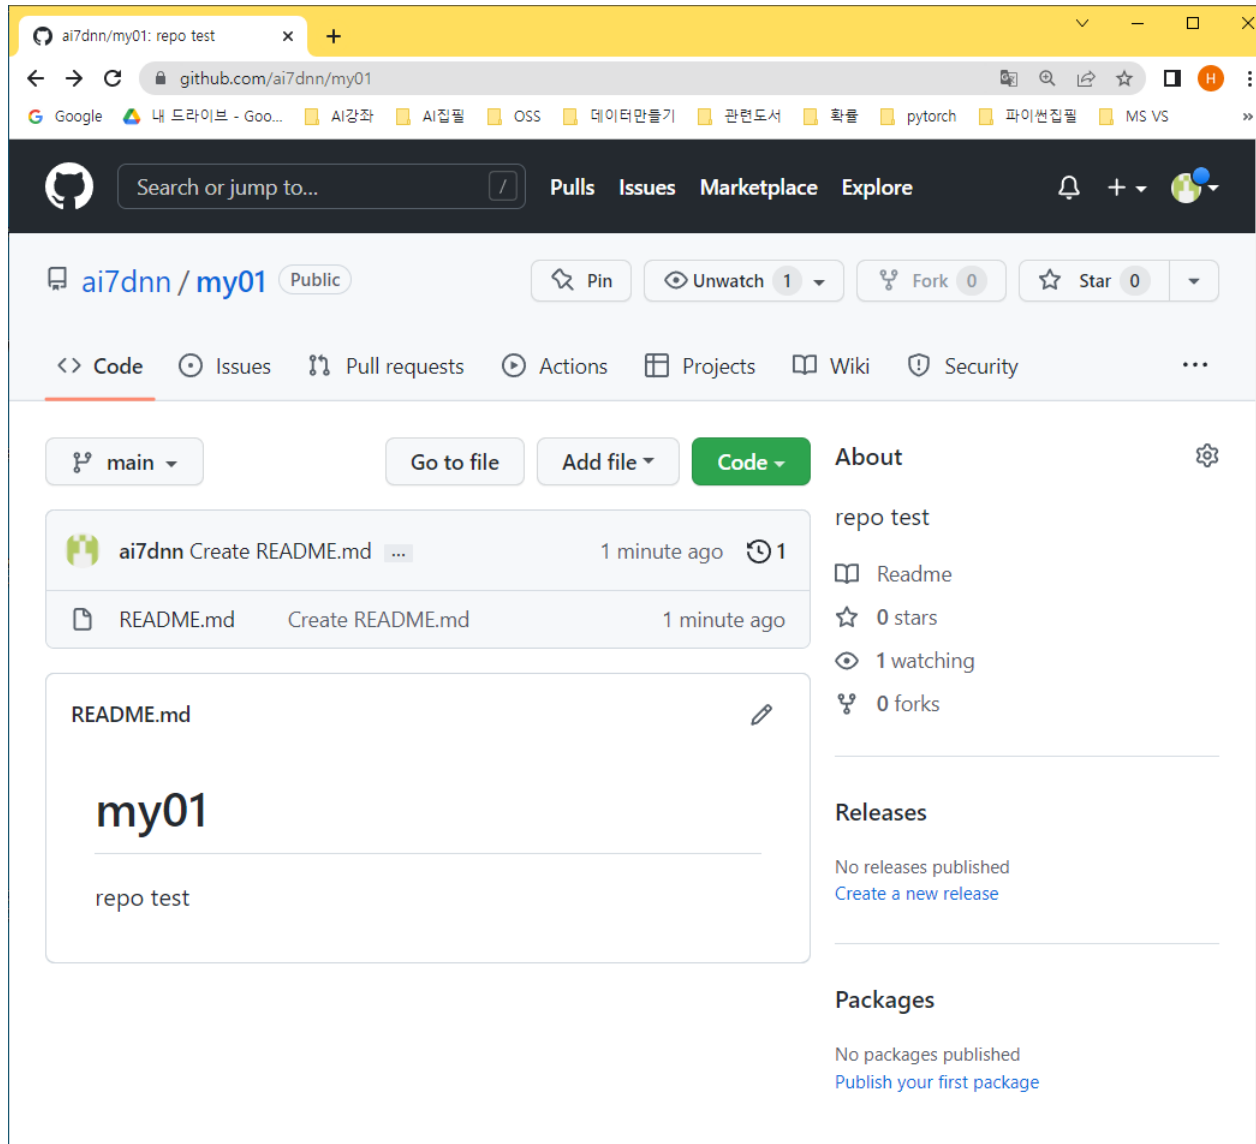 ai7dnn/my01: repo test
github.com/ai7dnn/my01
H
Google 내 드라이브 - Goo... AI강좌 AI집필 OSS 데이터만들기 관련도서 확률 pytorch 파이썬집필 MS VS »
Search or jump to... / Pulls Issues Marketplace Explore
ai7dnn / my01 Public Pin Unwatch 1 Fork 0 Star 0
<> Code Issues Pull requests Actions Projects Wiki Security ...
main Go to file Add file Code
ai7dnn Create README.md ... 1 minute ago 1
README.md Create README.md 1 minute ago
README.md
my01
repo test
About
repo test
Readme
0 stars
1 watching
0 forks
Releases
No releases published
Create a new release
Packages
No packages published
Publish your first package